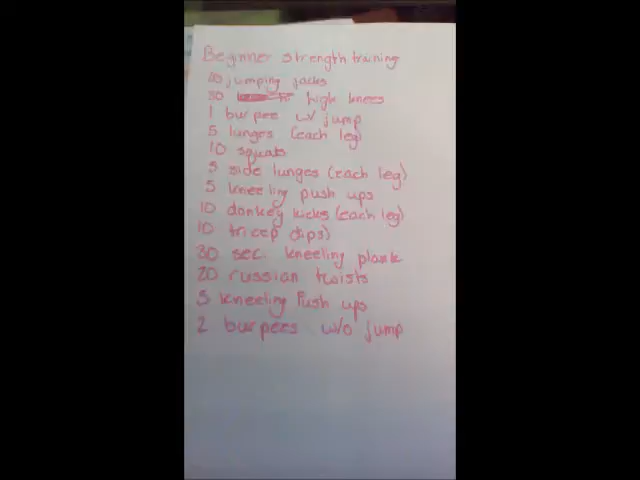 Beginner strength training
20 jumping jacks
30 high knees
1 burpee w/ jump
5 lunges (each leg)
10 squats
5 side lunges (each leg)
5 kneeling push ups
10 donkey kicks (each leg)
10 tricep dips)
30 sec. kneeling plank
20 russian twists
5 kneeling Push ups
2 burpees w/o jump